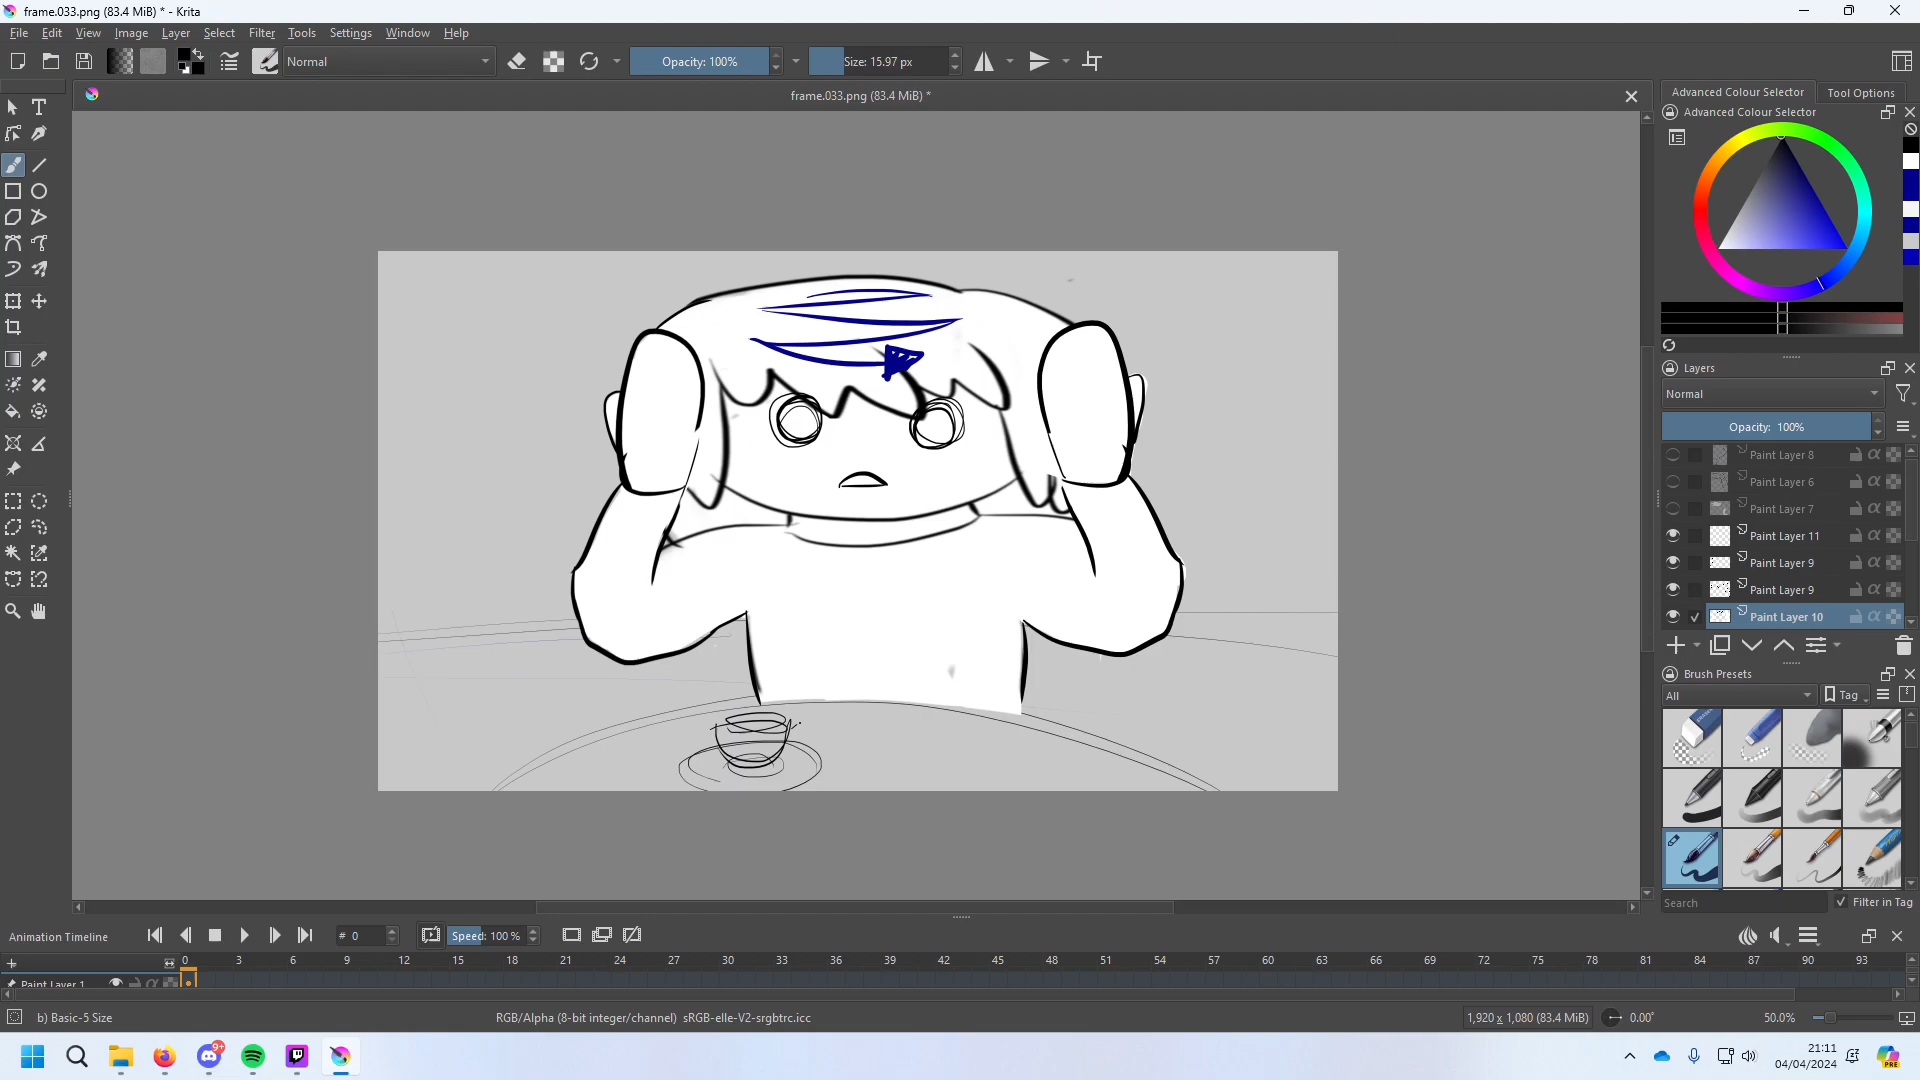 frame.033.png (83.4 MiB) * - Krita
File Edit View Image Layer Select Filter Tools Settings Window Help
Normal
Opacity: 100%
Size: 15.97 px
frame.033.png (83.4 MiB) *
Advanced Colour Selector
Tool Options
Advanced Colour Selector
Layers
Normal
Opacity: 100%
Paint Layer 8
Paint Layer 6
Paint Layer 7
Paint Layer 11
Paint Layer 9
Paint Layer 9
Paint Layer 10
Brush Presets
All
Tag
Search
Filter in Tag
Animation Timeline
# 0
Speed: 100 %
0 3 6 9 12 15 18 21 24 27 30 33 36 39 42 45 48 51 54 57 60 63 66 69 72 75 78 81 84 87 90 93
Paint Layer 1
b) Basic-5 Size
RGB/Alpha (8-bit integer/channel) sRGB-elle-V2-srgbtrc.icc
1,920 x 1,080 (83.4 MiB)
0.00°
50.0%
9+
21:11
04/04/2024
PRE